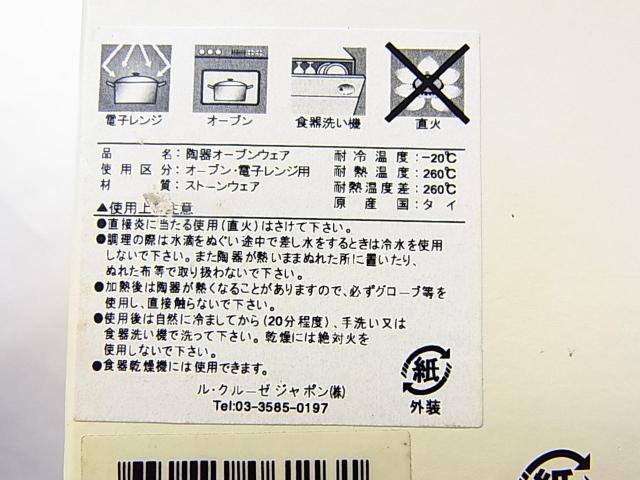 電子レンジ オーブン 食器洗い機 直火
品名：陶器オーブンウェア 耐冷温度：－20℃
使用区分：オーブン・電子レンジ用 耐熱温度：260℃
材質：ストーンウェア 耐熱温度差：260℃
原産国：タイ
▲使用上 注意
●直接炎に当たる使用(直火)はさけて下さい。
●調理の際は水滴をぬぐい途中で差し水をするときは冷水を使用
しないで下さい。また陶器が熱いままぬれた所に置いたり、
ぬれた布等で取り扱わないで下さい。
●加熱後は陶器が熱くなることがありますので、必ずグローブ等を
使用し、直接触らないで下さい。
●使用後は自然に冷ましてから(20分程度)、手洗い又は
食器洗い機で洗って下さい。乾燥には絶対火を
使用しないで下さい。
●食器乾燥機には使用できます。
ル・クルーゼ ジャポン(株)
Tel:03-3585-0197
紙
外装